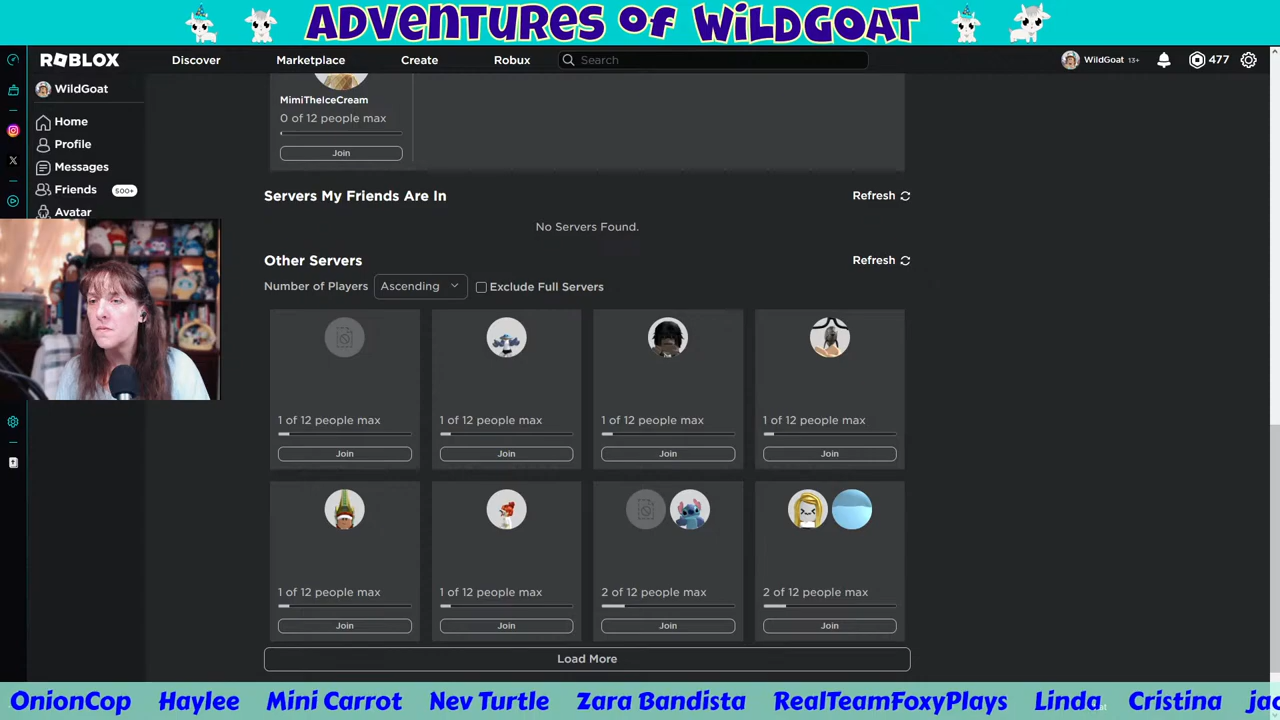 ADVENTURES OF WiLDGOAT
ROBLOX Discover Marketplace Create Robux Search WildGoat 13+ 477
WildGoat
Home
Profile
Messages
Friends 500+
Avatar
MimiTheIceCream
0 of 12 people max
Join
Servers My Friends Are In Refresh
No Servers Found.
Other Servers Refresh
Number of Players Ascending Exclude Full Servers
1 of 12 people max 1 of 12 people max 1 of 12 people max 1 of 12 people max
Join Join Join Join
1 of 12 people max 1 of 12 people max 2 of 12 people max 2 of 12 people max
Join Join Join Join
Load More
OnionCop Haylee Mini Carrot Nev Turtle Zara Bandista RealTeamFoxyPlays Linda Cristina